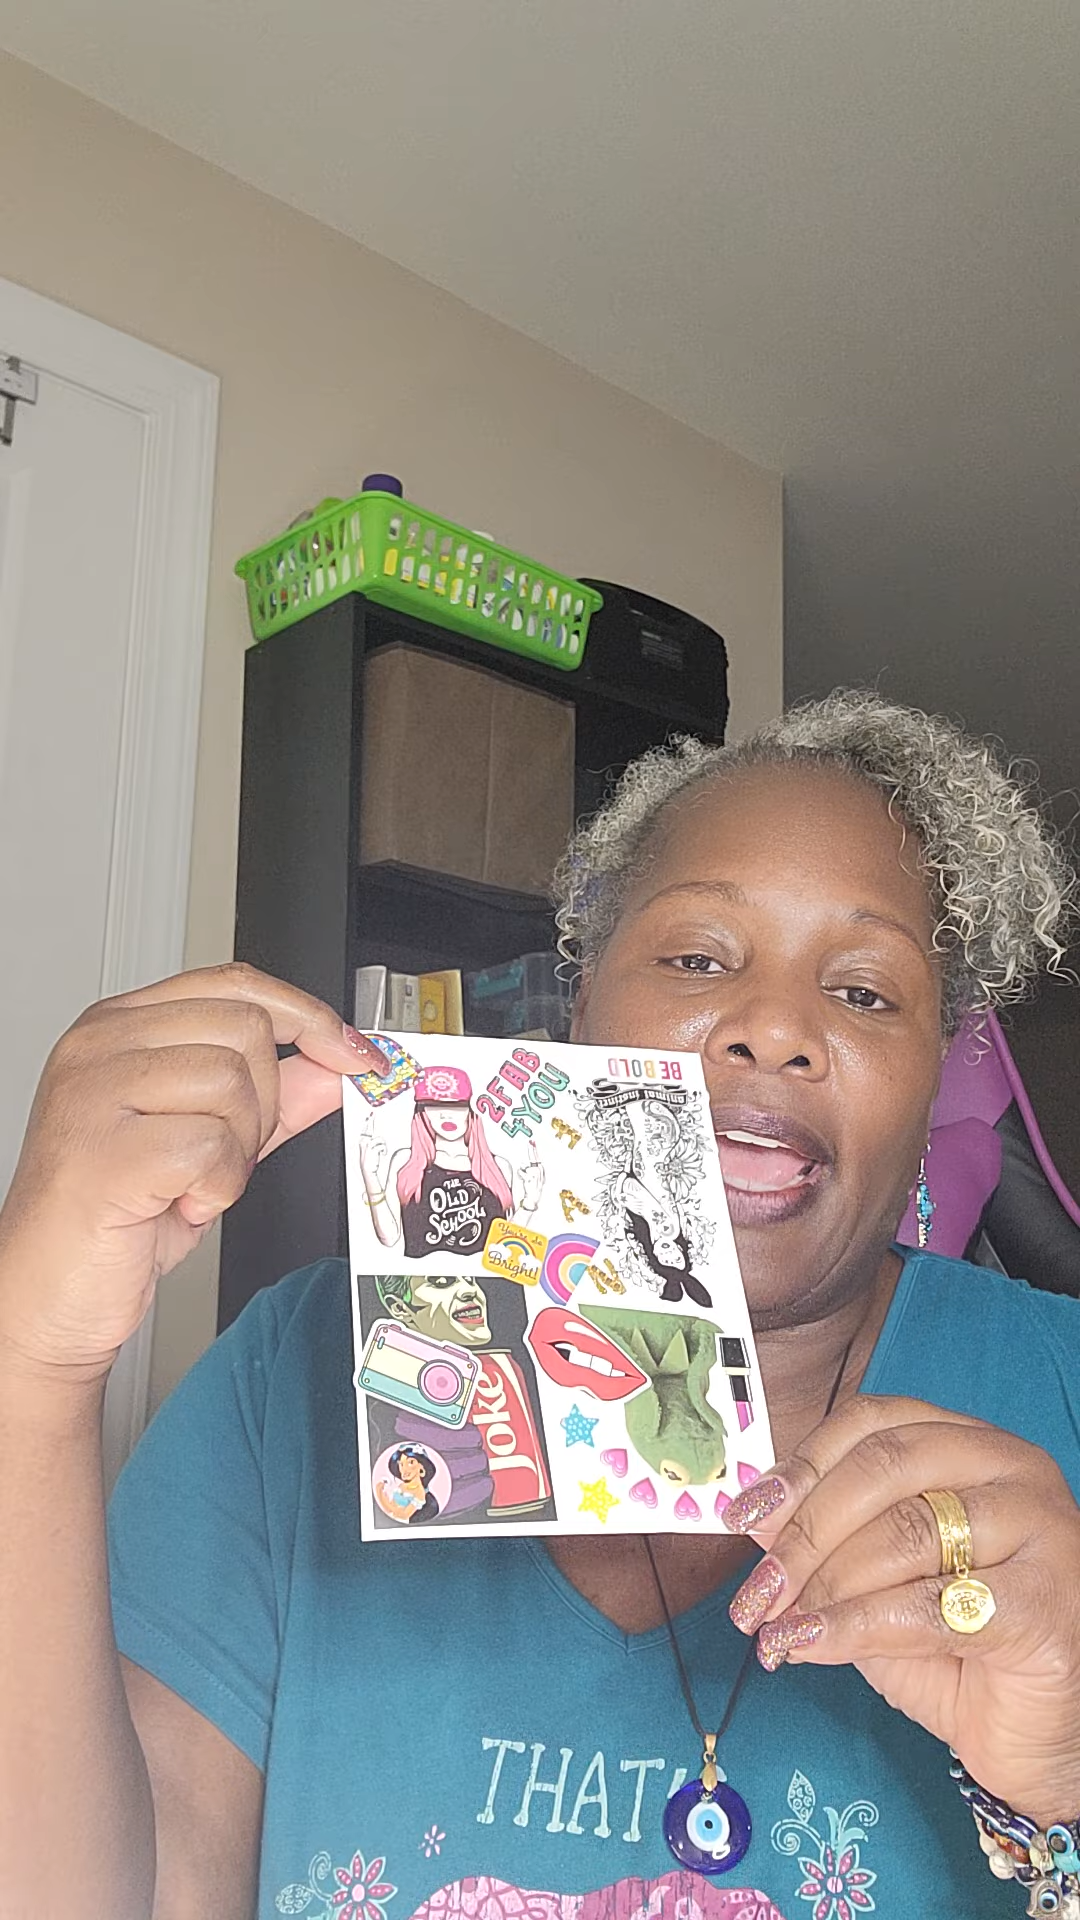 2FAB
4YOU
BE BOLD
animal instinct
THE
OLD
SCHOOL
You're So
Bright!
Joke
THAT'